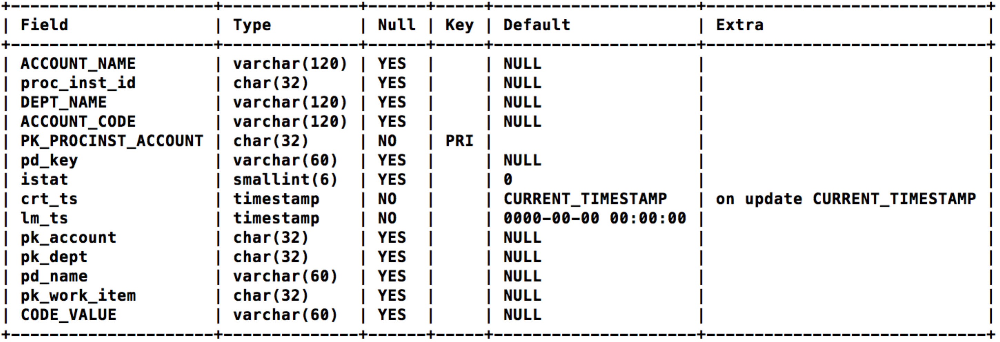 +---------------------+--------------+------+-----+---------------------+-----------------------------+
| Field               | Type         | Null | Key | Default             | Extra                       |
+---------------------+--------------+------+-----+---------------------+-----------------------------+
| ACCOUNT_NAME        | varchar(120) | YES  |     | NULL                |                             |
| proc_inst_id        | char(32)     | YES  |     | NULL                |                             |
| DEPT_NAME           | varchar(120) | YES  |     | NULL                |                             |
| ACCOUNT_CODE        | varchar(120) | YES  |     | NULL                |                             |
| PK_PROCINST_ACCOUNT | char(32)     | NO   | PRI |                     |                             |
| pd_key              | varchar(60)  | YES  |     | NULL                |                             |
| istat               | smallint(6)  | YES  |     | 0                   |                             |
| crt_ts              | timestamp    | NO   |     | CURRENT_TIMESTAMP   | on update CURRENT_TIMESTAMP |
| lm_ts               | timestamp    | NO   |     | 0000-00-00 00:00:00 |                             |
| pk_account          | char(32)     | YES  |     | NULL                |                             |
| pk_dept             | char(32)     | YES  |     | NULL                |                             |
| pd_name             | varchar(60)  | YES  |     | NULL                |                             |
| pk_work_item        | char(32)     | YES  |     | NULL                |                             |
| CODE_VALUE          | varchar(60)  | YES  |     | NULL                |                             |
+---------------------+--------------+------+-----+---------------------+-----------------------------+